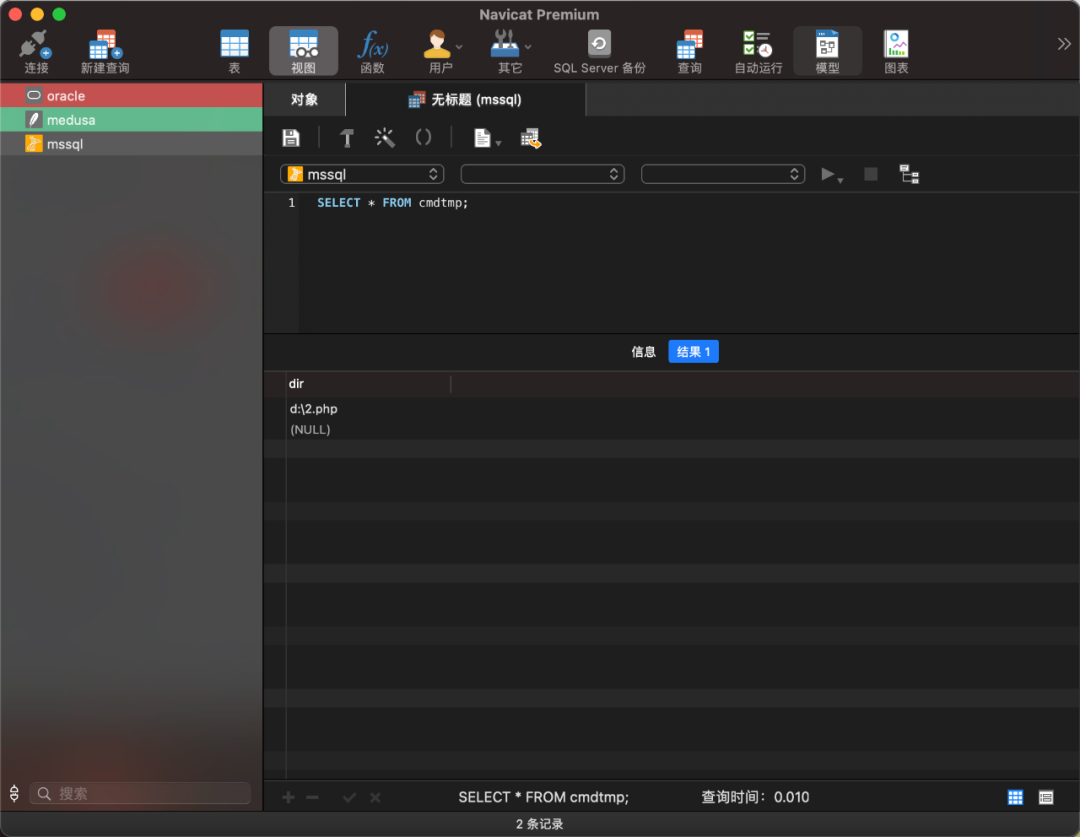 Navicat Premium
连接
新建查询
表
视图
函数
用户
其它
SQL Server 备份
查询
自动运行
模型
图表
oracle
medusa
mssql
对象
无标题 (mssql)
mssql
1 SELECT * FROM cmdtmp;
信息
结果 1
dir
d:\2.php
(NULL)
搜索
SELECT * FROM cmdtmp;
查询时间：0.010
2 条记录